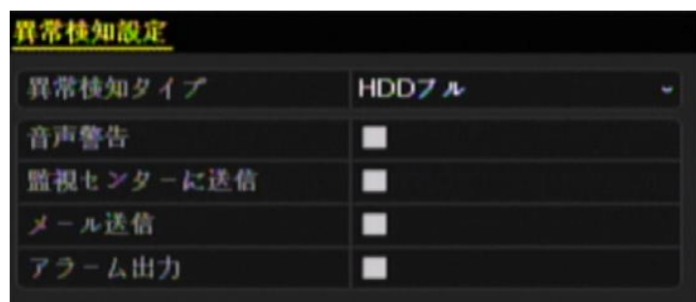 異常検知設定
異常検知タイプ HDDフル
音声警告
監視センターに送信
メール送信
アラーム出力